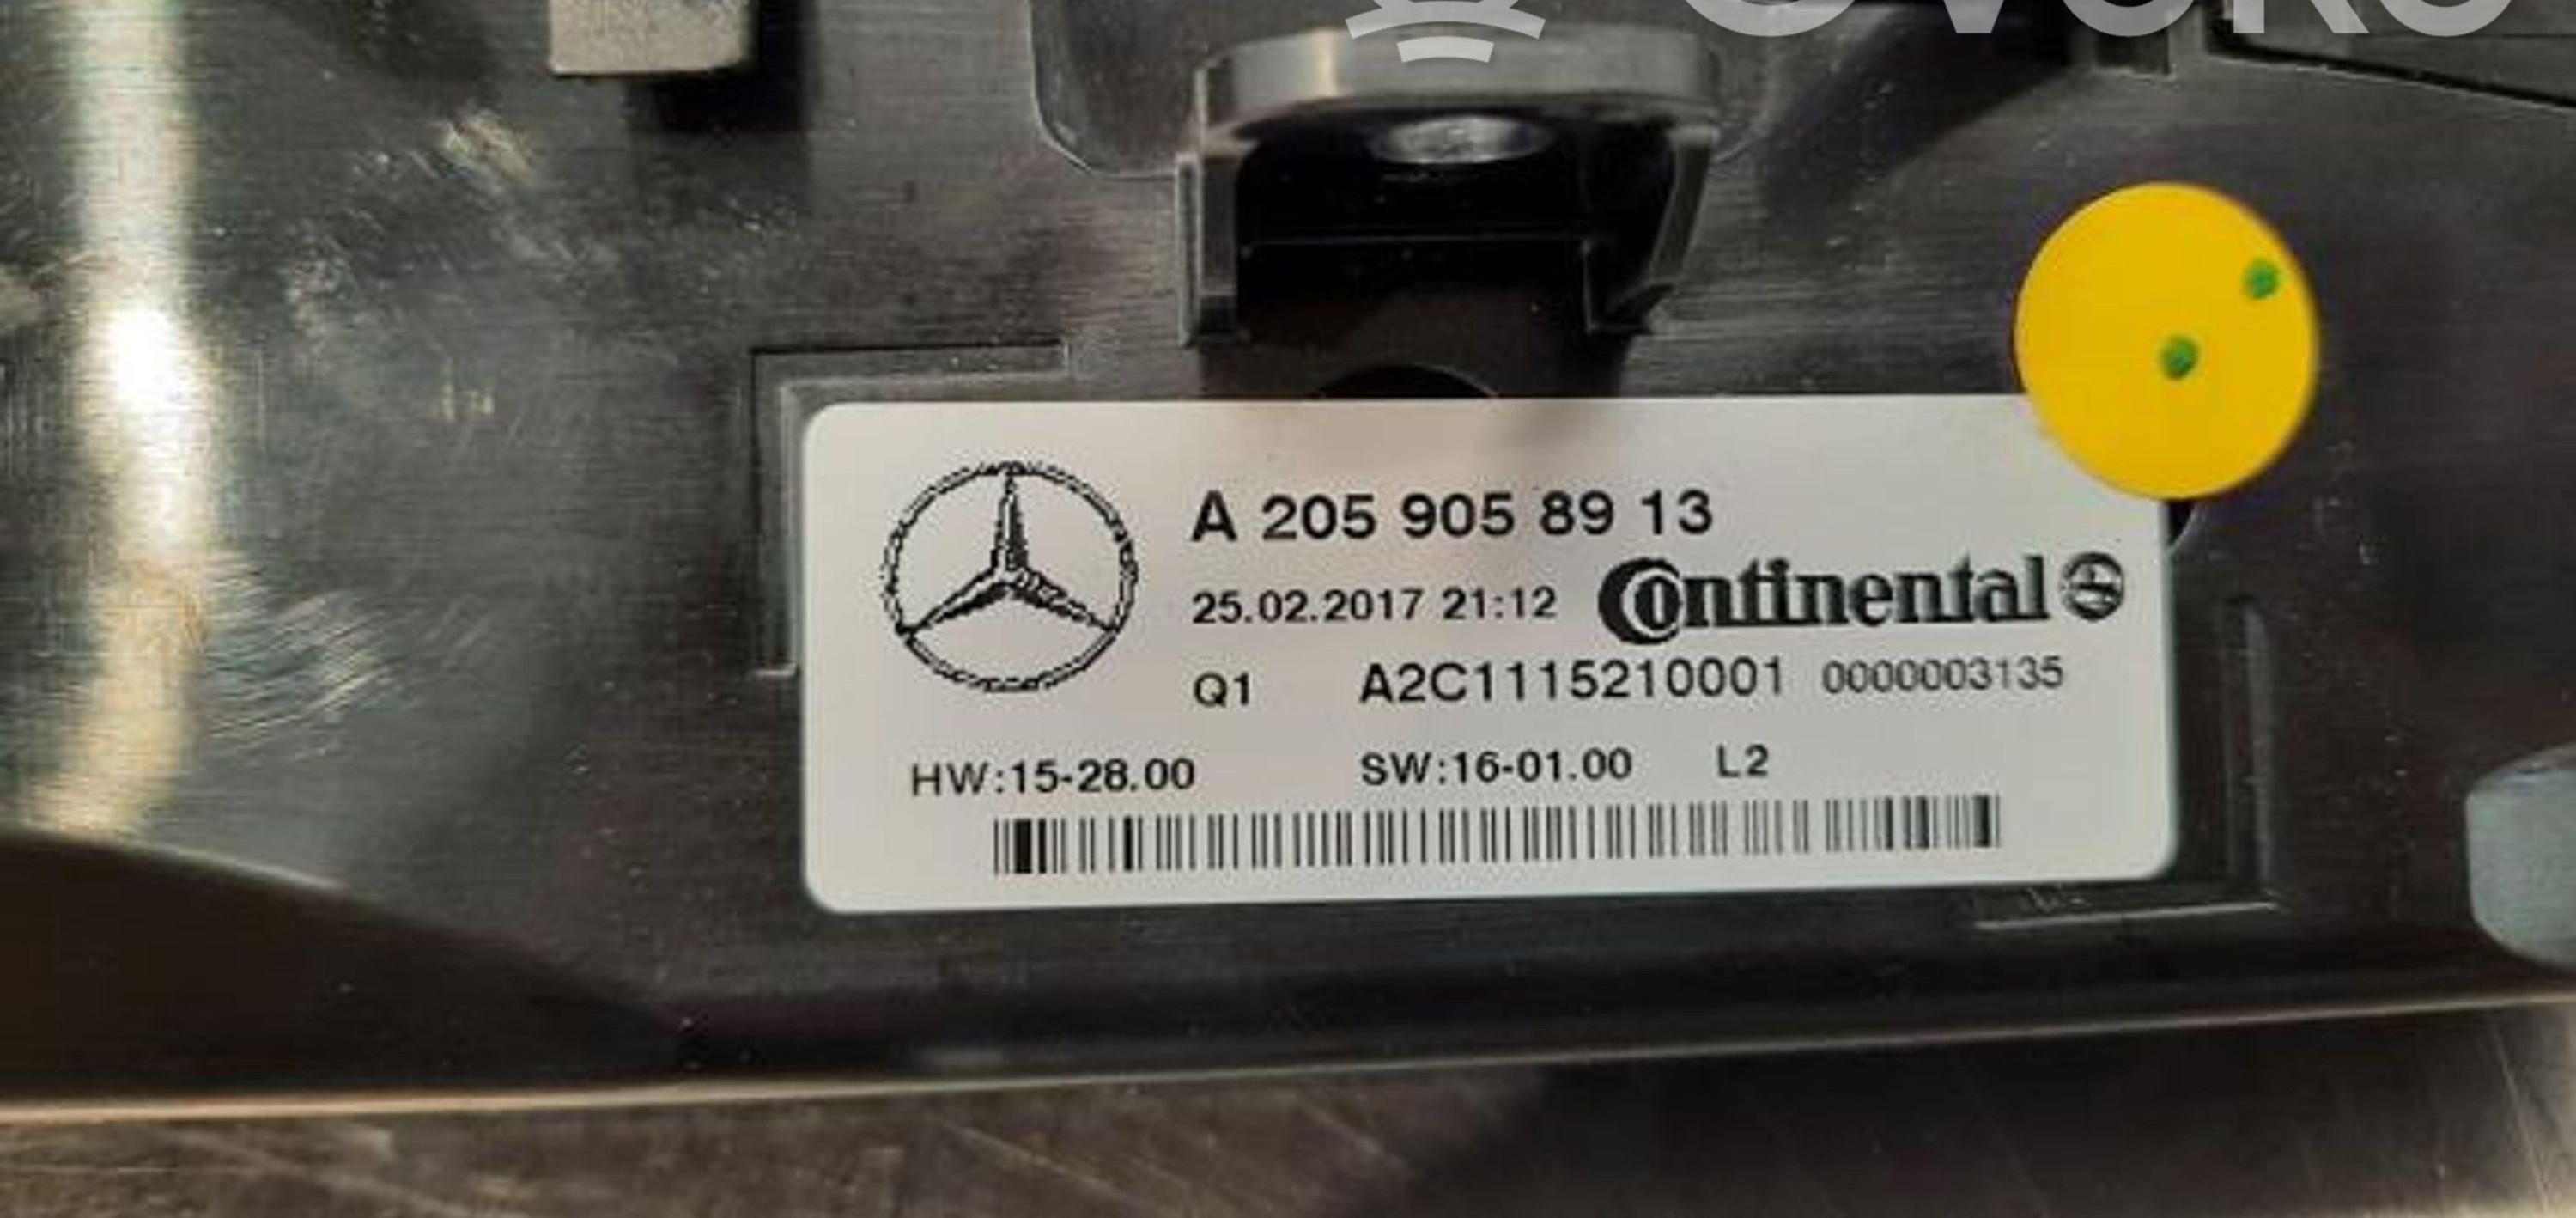 A 205 905 89 13
25.02.2017 21:12 Continental
Q1 A2C1115210001 0000003135
HW:15-28.00 SW:16-01.00 L2